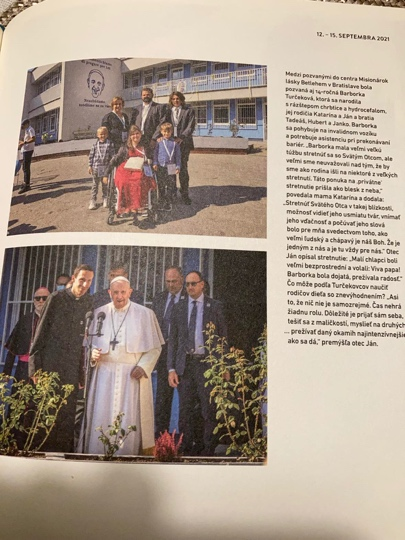 12. – 15. SEPTEMBRA 2021
Medzi pozvanými do centra Misionárok
lásky Betlehem v Bratislave bola
pozvaná aj 14-ročná Barborka
Turčeková, ktorá sa narodila
s rázštepom chrbtice a hydrocefalom,
jej rodičia Katarína a Ján a bratia
Tadeáš, Hubert a Janko. Barborka
sa pohybuje na invalidnom vozíku
a potrebuje asistenciu pri prekonávaní
bariér. „Barborka mala veľmi veľkú
túžbu stretnúť sa so Svätým Otcom, ale
veľmi sme neuvažovali nad tým, že by
sme ako rodina išli na niektoré z veľkých
stretnutí. Táto ponuka na ‚privátne‘
stretnutie prišla ako blesk z neba,“
povedala mama Katarína a dodala:
„Stretnúť Svätého Otca v takej blízkosti,
možnosť vidieť jeho usmiatu tvár, vnímať
jeho vďačnosť a počúvať jeho slová
bolo pre mňa svedectvom toho, ako
veľmi ľudský a chápavý je náš Boh. Že je
jedným z nás a je tu vždy pre nás.“ Otec
Ján opísal stretnutie: „Malí chlapci boli
veľmi bezprostrední a volali: Viva papa!
Barborka bola dojatá, prežívala radosť.“
Čo môže podľa Turčekovcov naučiť
rodičov dieťa so znevýhodnením? „Asi
to, že nič nie je samozrejmé. Čas nehrá
žiadnu rolu. Dôležité je prijať sám seba,
tešiť sa z maličkostí, myslieť na druhých
... prežívať daný okamih najintenzívnejšie,
ako sa dá,“ premýšľa otec Ján.